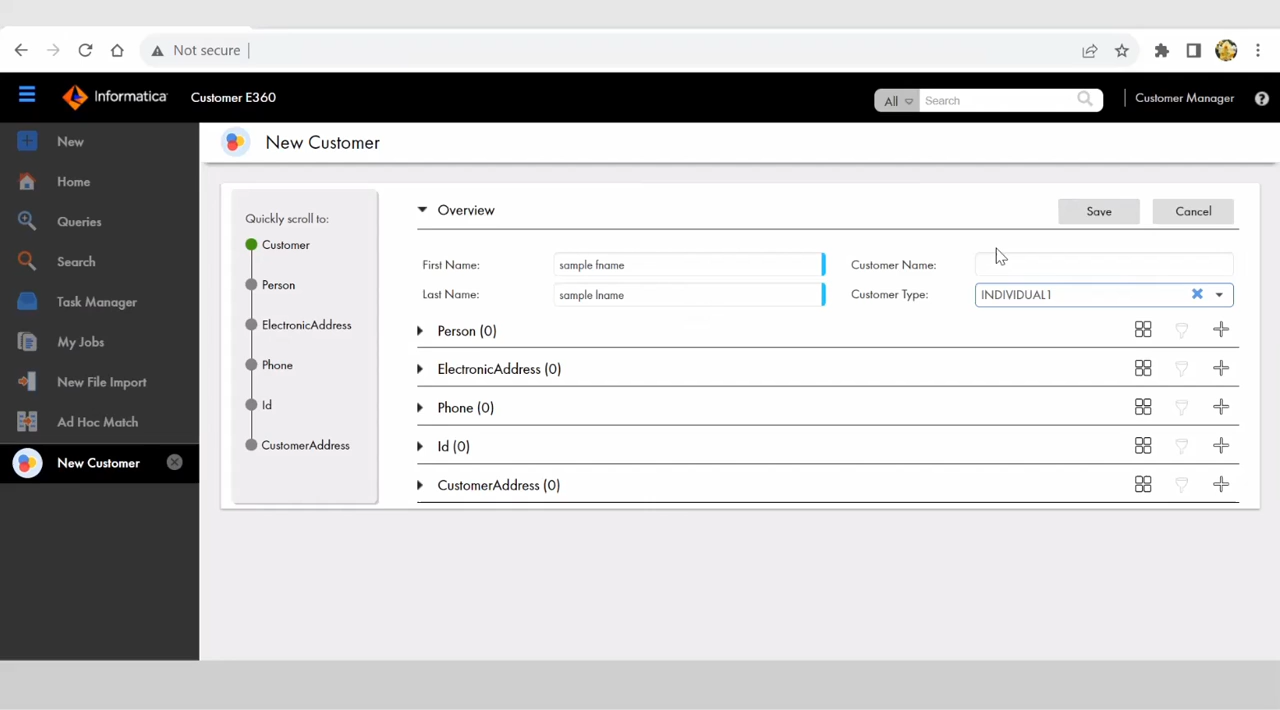 Not secure
Informatica
Customer E360
All
Search
Customer Manager
?
New
Home
Queries
Search
Task Manager
My Jobs
New File Import
Ad Hoc Match
New Customer
New Customer
Quickly scroll to:
Customer
Person
ElectronicAddress
Phone
Id
CustomerAddress
Overview
Save
Cancel
First Name:
sample fname
Customer Name:
Last Name:
sample lname
Customer Type:
INDIVIDUAL1
Person (0)
ElectronicAddress (0)
Phone (0)
Id (0)
CustomerAddress (0)